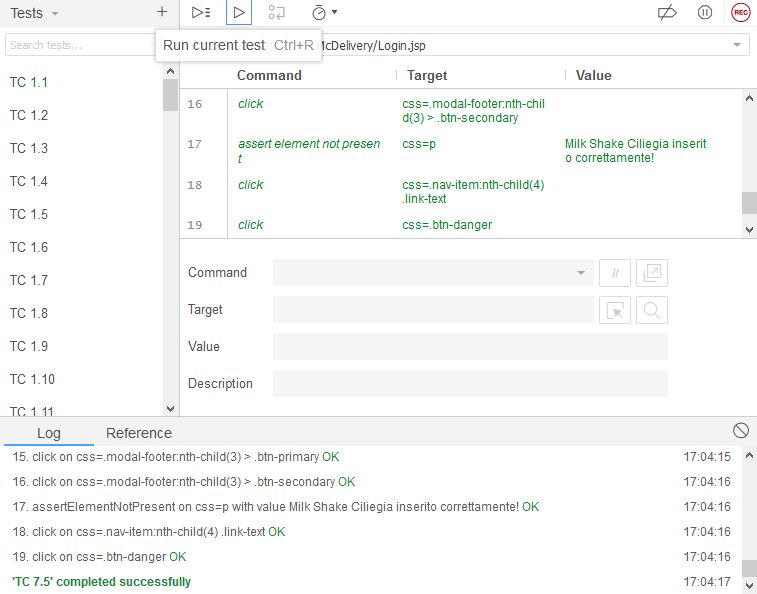 Tests
+
REC
Search tests...
Run current test Ctrl+R
McDelivery/Login.jsp
Command Target Value
TC 1.1
TC 1.2
TC 1.3
TC 1.4
TC 1.5
TC 1.6
TC 1.7
TC 1.8
TC 1.9
TC 1.10
TC 1.11
16 click css=.modal-footer:nth-chil
d(3) > .btn-secondary
17 assert element not presen
t
css=p
Milk Shake Ciliegia inserit
o correttamente!
18 click css=.nav-item:nth-child(4)
.link-text
19 click css=.btn-danger
Command
//
Target
Value
Description
Log Reference
15. click on css=.modal-footer:nth-child(3) > .btn-primary OK 17:04:15
16. click on css=.modal-footer:nth-child(3) > .btn-secondary OK 17:04:16
17. assertElementNotPresent on css=p with value Milk Shake Ciliegia inserito correttamente! OK 17:04:16
18. click on css=.nav-item:nth-child(4) .link-text OK 17:04:16
19. click on css=.btn-danger OK 17:04:16
'TC 7.5' completed successfully 17:04:17